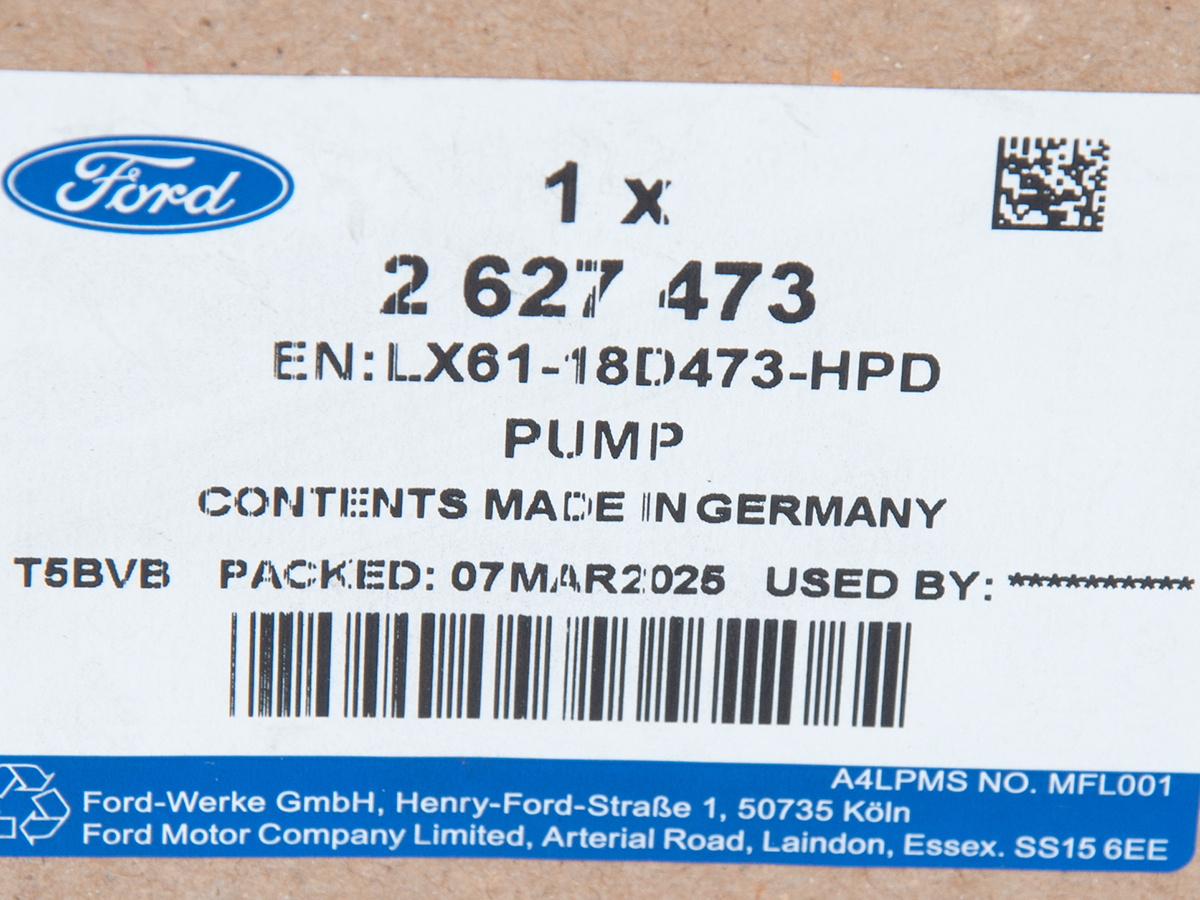 Ford
1 x
2 627 473
EN:LX61-18D473-HPD
PUMP
CONTENTS MADE IN GERMANY
T5BVB PACKED: 07MAR2025 USED BY: **********
A4LPMS NO. MFL001
Ford-Werke GmbH, Henry-Ford-Straße 1, 50735 Köln
Ford Motor Company Limited, Arterial Road, Laindon, Essex. SS15 6EE